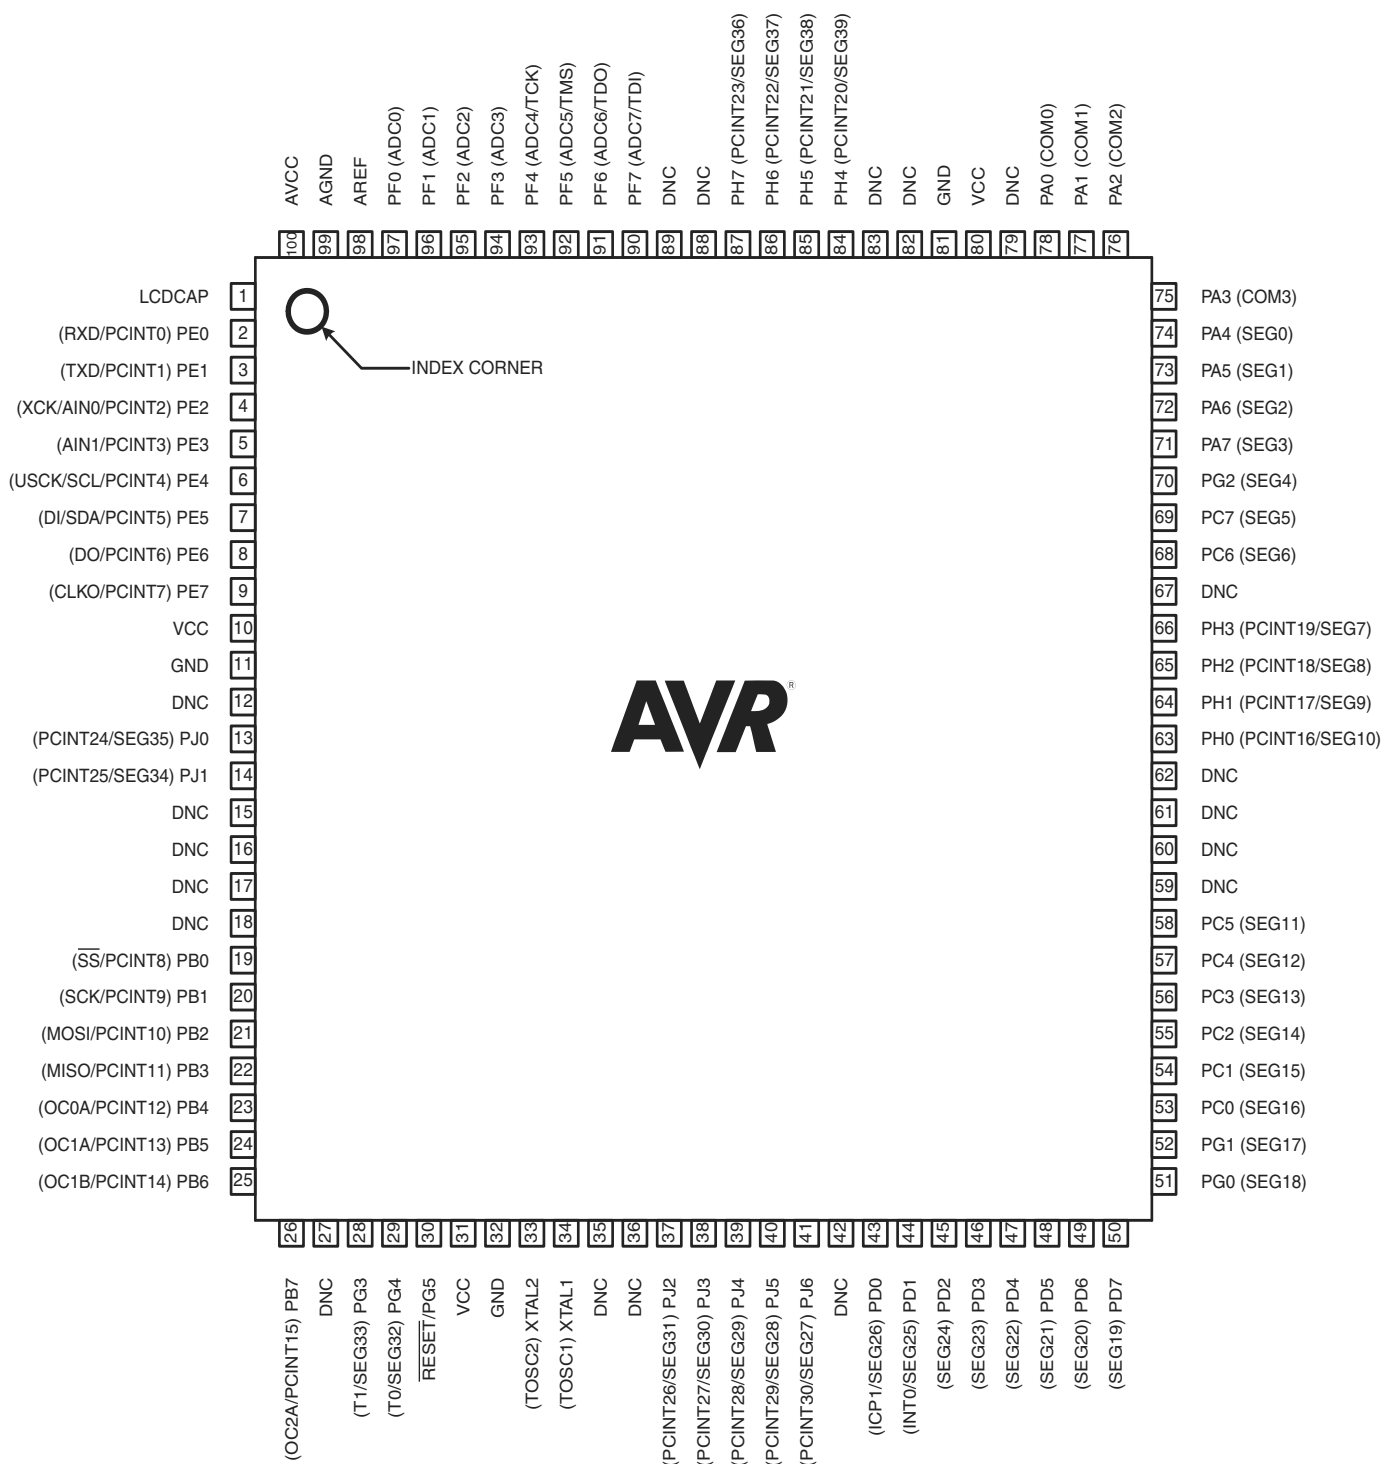 AVCC
AGND
AREF
PF0 (ADC0)
PF1 (ADC1)
PF2 (ADC2)
PF3 (ADC3)
PF4 (ADC4/TCK)
PF5 (ADC5/TMS)
PF6 (ADC6/TDO)
PF7 (ADC7/TDI)
DNC
DNC
PH7 (PCINT23/SEG36)
PH6 (PCINT22/SEG37)
PH5 (PCINT21/SEG38)
PH4 (PCINT20/SEG39)
DNC
DNC
GND
VCC
DNC
PA0 (COM0)
PA1 (COM1)
PA2 (COM2)
100
99
98
97
96
95
94
93
92
91
90
89
88
87
86
85
84
83
82
81
80
79
78
77
76
LCDCAP 1
(RXD/PCINT0) PE0 2
(TXD/PCINT1) PE1 3
(XCK/AIN0/PCINT2) PE2 4
(AIN1/PCINT3) PE3 5
(USCK/SCL/PCINT4) PE4 6
(DI/SDA/PCINT5) PE5 7
(DO/PCINT6) PE6 8
(CLKO/PCINT7) PE7 9
VCC 10
GND 11
DNC 12
(PCINT24/SEG35) PJ0 13
(PCINT25/SEG34) PJ1 14
DNC 15
DNC 16
DNC 17
DNC 18
(SS/PCINT8) PB0 19
(SCK/PCINT9) PB1 20
(MOSI/PCINT10) PB2 21
(MISO/PCINT11) PB3 22
(OC0A/PCINT12) PB4 23
(OC1A/PCINT13) PB5 24
(OC1B/PCINT14) PB6 25
INDEX CORNER
AVR®
75 PA3 (COM3)
74 PA4 (SEG0)
73 PA5 (SEG1)
72 PA6 (SEG2)
71 PA7 (SEG3)
70 PG2 (SEG4)
69 PC7 (SEG5)
68 PC6 (SEG6)
67 DNC
66 PH3 (PCINT19/SEG7)
65 PH2 (PCINT18/SEG8)
64 PH1 (PCINT17/SEG9)
63 PH0 (PCINT16/SEG10)
62 DNC
61 DNC
60 DNC
59 DNC
58 PC5 (SEG11)
57 PC4 (SEG12)
56 PC3 (SEG13)
55 PC2 (SEG14)
54 PC1 (SEG15)
53 PC0 (SEG16)
52 PG1 (SEG17)
51 PG0 (SEG18)
26
27
28
29
30
31
32
33
34
35
36
37
38
39
40
41
42
43
44
45
46
47
48
49
50
(OC2A/PCINT15) PB7
DNC
(T1/SEG33) PG3
(T0/SEG32) PG4
RESET/PG5
VCC
GND
(TOSC2) XTAL2
(TOSC1) XTAL1
DNC
DNC
(PCINT26/SEG31) PJ2
(PCINT27/SEG30) PJ3
(PCINT28/SEG29) PJ4
(PCINT29/SEG28) PJ5
(PCINT30/SEG27) PJ6
DNC
(ICP1/SEG26) PD0
(INT0/SEG25) PD1
(SEG24) PD2
(SEG23) PD3
(SEG22) PD4
(SEG21) PD5
(SEG20) PD6
(SEG19) PD7